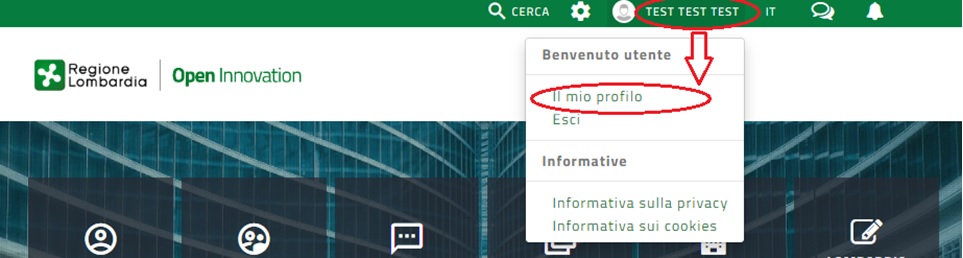 CERCA
TEST TEST TEST
IT
Regione
Lombardia
Open Innovation
Benvenuto utente
Il mio profilo
Esci
Informative
Informativa sulla privacy
Informativa sui cookies